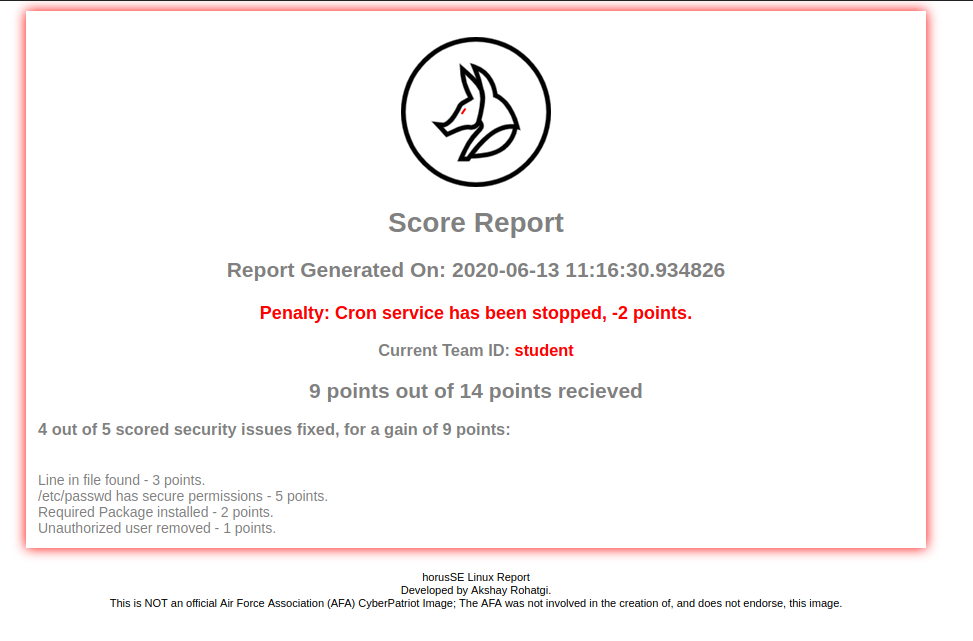 Score Report
Report Generated On: 2020-06-13 11:16:30.934826
Penalty: Cron service has been stopped, -2 points.
Current Team ID: student
9 points out of 14 points recieved
4 out of 5 scored security issues fixed, for a gain of 9 points:
Line in file found - 3 points.
/etc/passwd has secure permissions - 5 points.
Required Package installed - 2 points.
Unauthorized user removed - 1 points.
horusSE Linux Report
Developed by Akshay Rohatgi.
This is NOT an official Air Force Association (AFA) CyberPatriot Image; The AFA was not involved in the creation of, and does not endorse, this image.